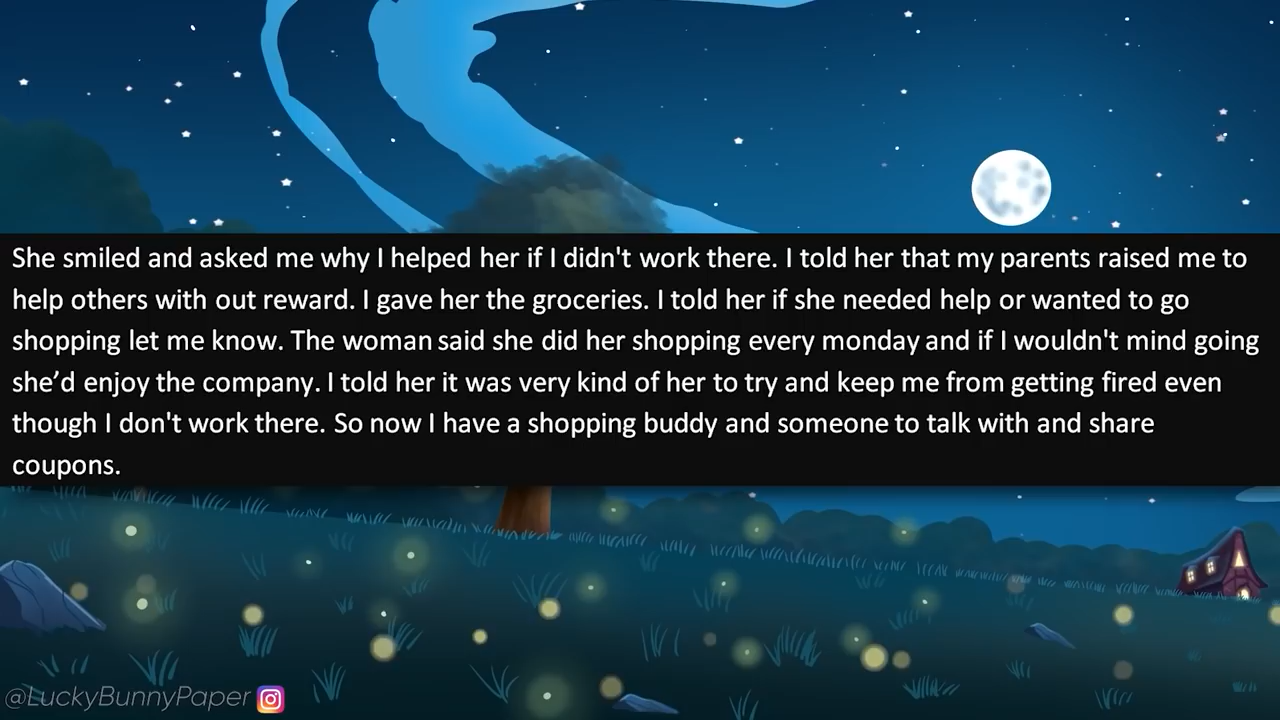 She smiled and asked me why I helped her if I didn't work there. I told her that my parents raised me to
help others with out reward. I gave her the groceries. I told her if she needed help or wanted to go
shopping let me know. The woman said she did her shopping every monday and if I wouldn't mind going
she’d enjoy the company. I told her it was very kind of her to try and keep me from getting fired even
though I don't work there. So now I have a shopping buddy and someone to talk with and share
coupons.
@LuckyBunnyPaper